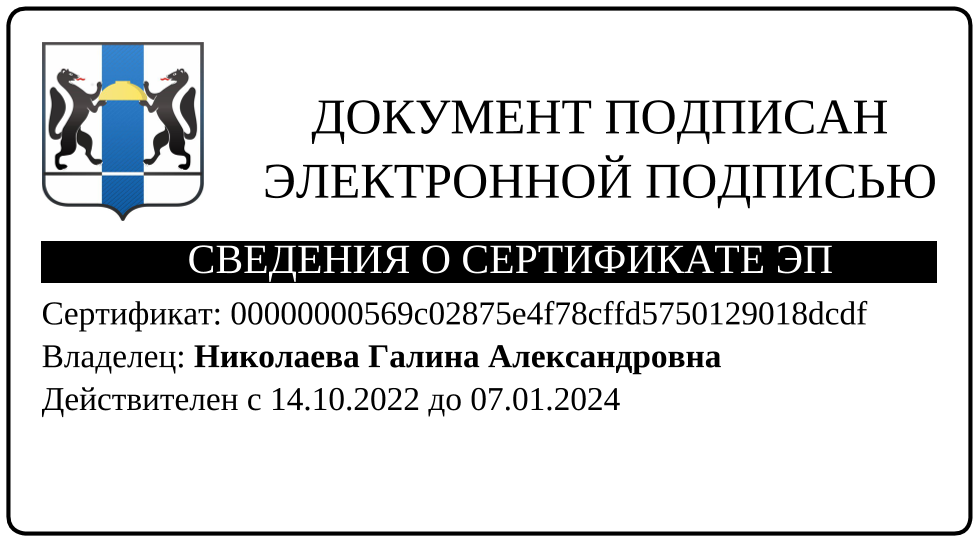 ДОКУМЕНТ ПОДПИСАН
ЭЛЕКТРОННОЙ ПОДПИСЬЮ
СВЕДЕНИЯ О СЕРТИФИКАТЕ ЭП
Сертификат: 00000000569c02875e4f78cffd5750129018dcdf
Владелец: Николаева Галина Александровна
Действителен с 14.10.2022 до 07.01.2024